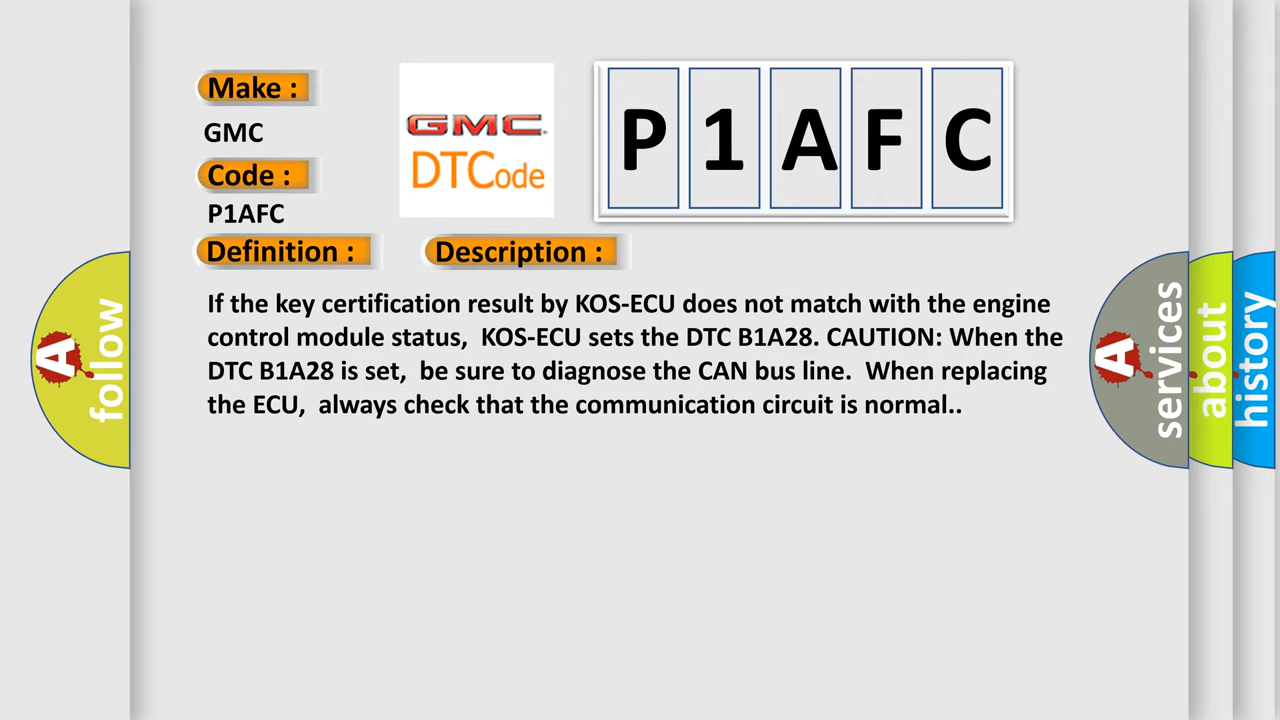 Make :
GMC
Code :
P1AFC
Definition :
Description :
GMC
DTCode
P 1 A F C
If the key certification result by KOS-ECU does not match with the engine
control module status,  KOS-ECU sets the DTC B1A28. CAUTION: When the
DTC B1A28 is set,  be sure to diagnose the CAN bus line.  When replacing
the ECU,  always check that the communication circuit is normal..
A follow
A services
about
history